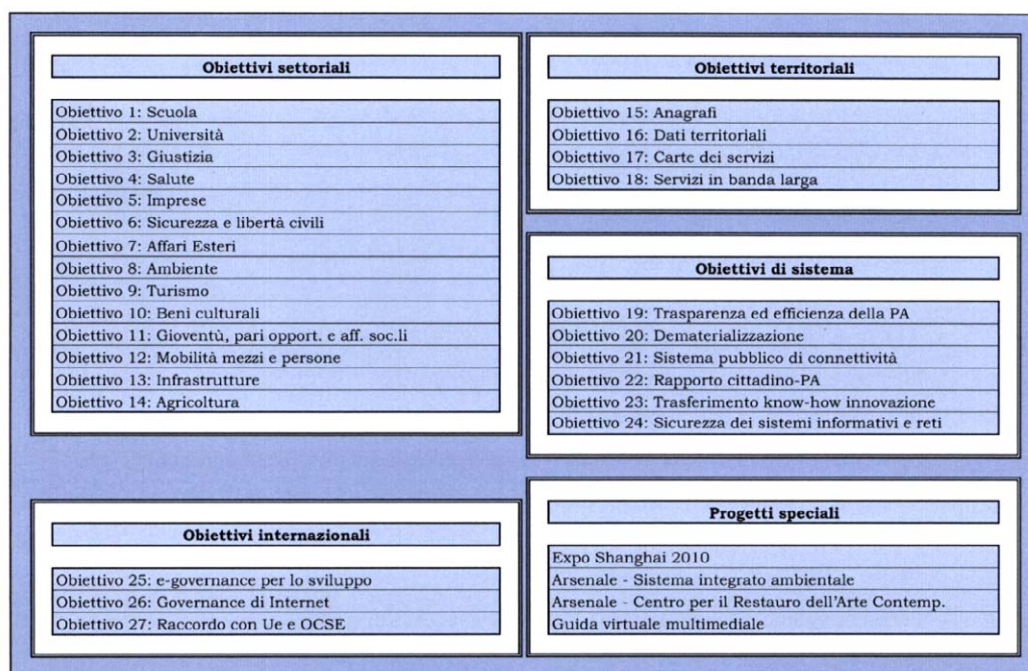 Obiettivi settoriali
Obiettivo 1: Scuola
Obiettivo 2: Università
Obiettivo 3: Giustizia
Obiettivo 4: Salute
Obiettivo 5: Imprese
Obiettivo 6: Sicurezza e libertà civili
Obiettivo 7: Affari Esteri
Obiettivo 8: Ambiente
Obiettivo 9: Turismo
Obiettivo 10: Beni culturali
Obiettivo 11: Gioventù, pari opport. e aff. soc.li
Obiettivo 12: Mobilità mezzi e persone
Obiettivo 13: Infrastrutture
Obiettivo 14: Agricoltura
Obiettivi territoriali
Obiettivo 15: Anagrafi
Obiettivo 16: Dati territoriali
Obiettivo 17: Carte dei servizi
Obiettivo 18: Servizi in banda larga
Obiettivi di sistema
Obiettivo 19: Trasparenza ed efficienza della PA
Obiettivo 20: Dematerializzazione
Obiettivo 21: Sistema pubblico di connettività
Obiettivo 22: Rapporto cittadino-PA
Obiettivo 23: Trasferimento know-how innovazione
Obiettivo 24: Sicurezza dei sistemi informativi e reti
Obiettivi internazionali
Obiettivo 25: e-governance per lo sviluppo
Obiettivo 26: Governance di Internet
Obiettivo 27: Raccordo con Ue e OCSE
Progetti speciali
Expo Shanghai 2010
Arsenale - Sistema integrato ambientale
Arsenale - Centro per il Restauro dell'Arte Contemp.
Guida virtuale multimediale